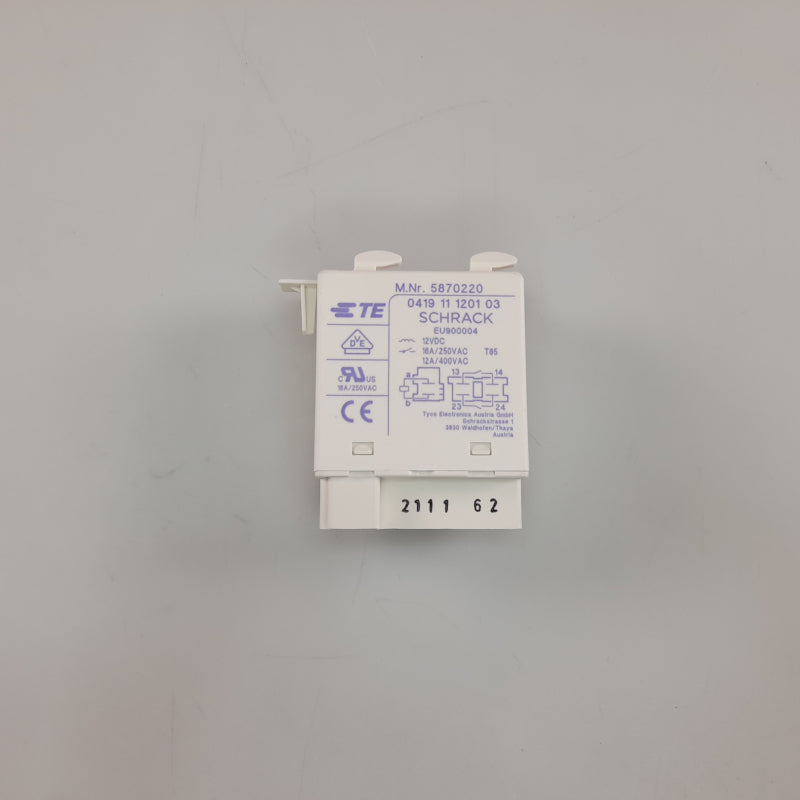 M.Nr. 5870220
TE
0419 11 1201 03
SCHRACK
EU900004
12VDC
16A/250VAC T85
12A/400VAC
VDE
C UR US
16A/250VAC
CE
a
b
13 14
23 24
Tyco Electronics Austria GmbH
Schrackstrasse 1
3830 Waidhofen/Thaya
Austria
2111 62